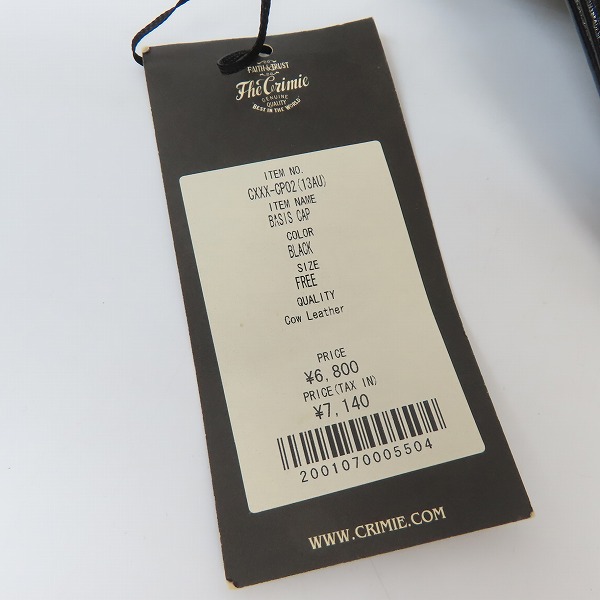 FAITH & TRUST
The Crimie
GENUINE
QUALITY
BEST IN THE WORLD
ITEM NO.
CXXX-CP02(13AU)
ITEM NAME
BASIS CAP
COLOR
BLACK
SIZE
FREE
QUALITY
Cow Leather
PRICE
¥6,800
PRICE(TAX IN)
¥7,140
2001070005504
WWW.CRIMIE.COM